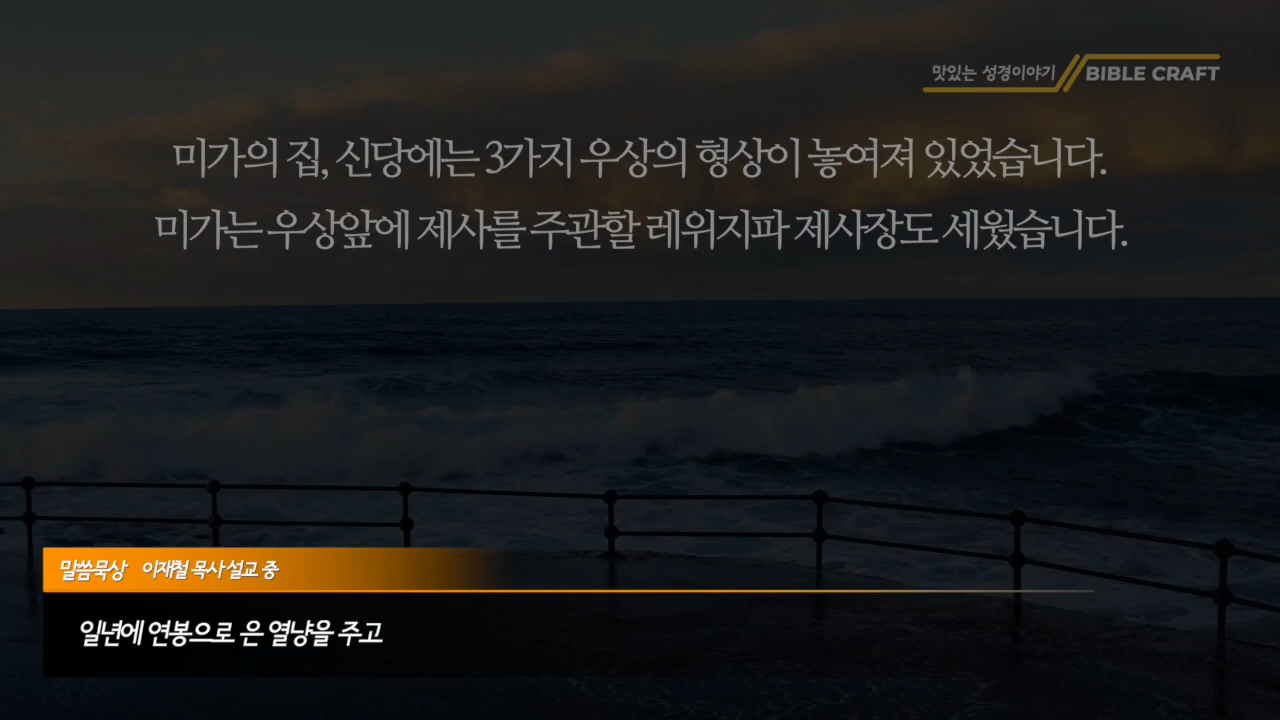 맛있는 성경이야기 // BIBLE CRAFT
미가의 집, 신당에는 3가지 우상의 형상이 놓여져 있었습니다.
미가는 우상앞에 제사를 주관할 레위지파 제사장도 세웠습니다.
말씀묵상 이재철 목사 설교 중
일년에 연봉으로 은 열냥을 주고